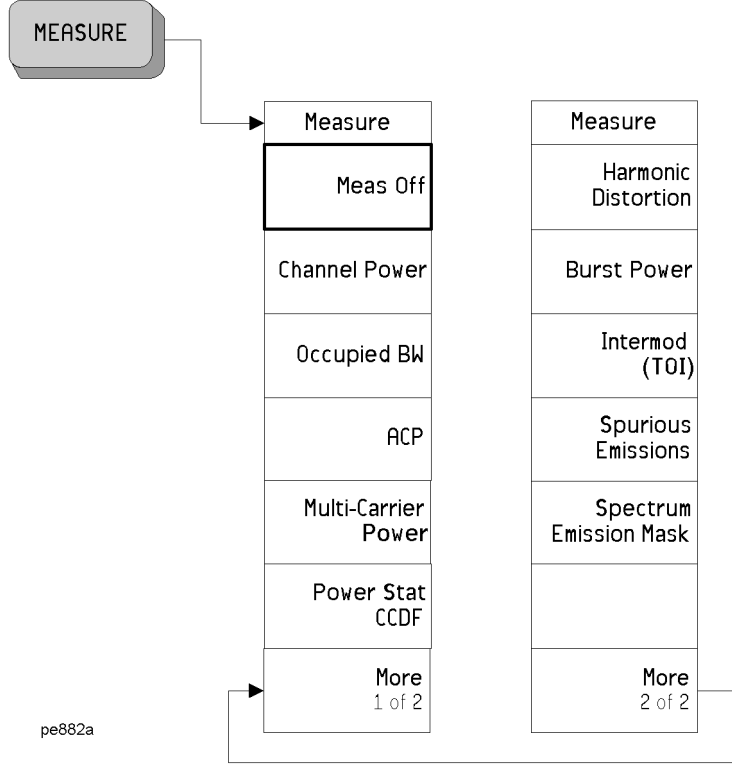 MEASURE
Measure
Meas Off
Channel Power
Occupied BW
ACP
Multi-Carrier
Power
Power Stat
CCDF
More
1 of 2
Measure
Harmonic
Distortion
Burst Power
Intermod
(TOI)
Spurious
Emissions
Spectrum
Emission Mask
More
2 of 2
pe882a